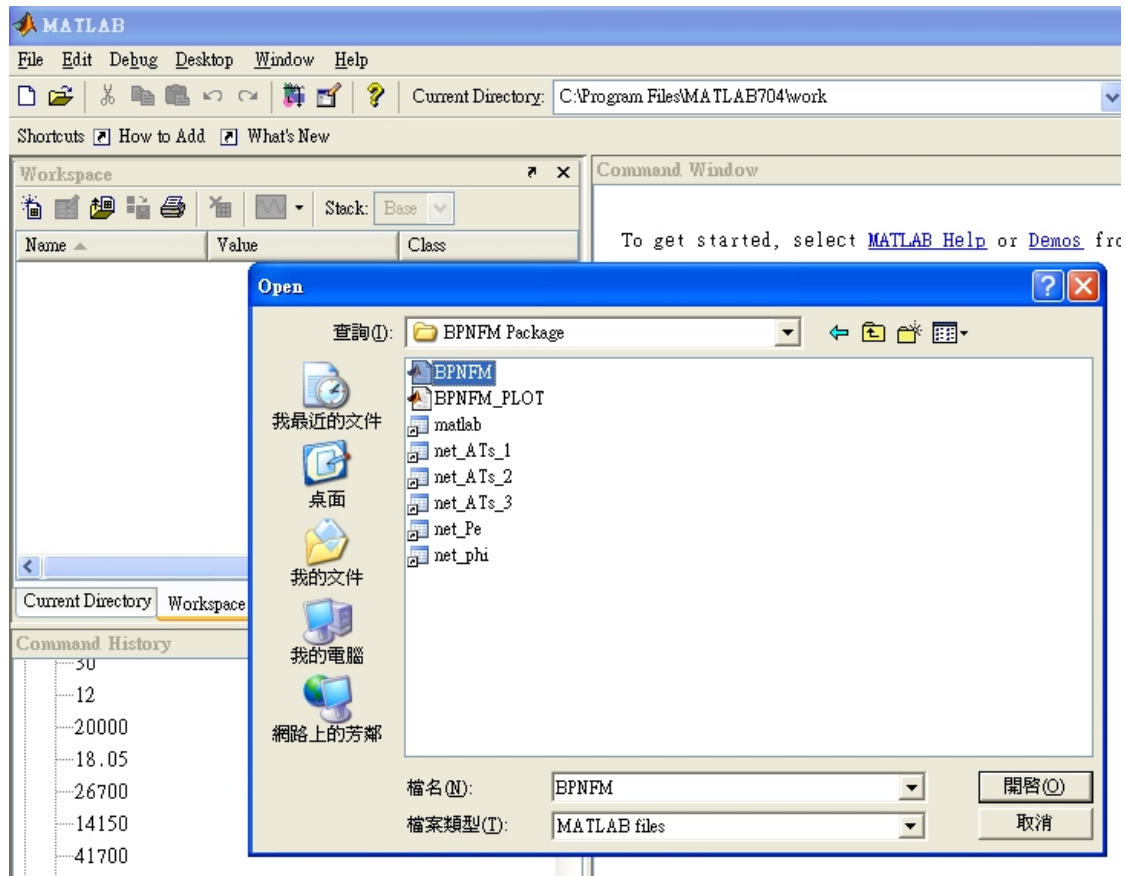 MATLAB
File Edit Debug Desktop Window Help
Current Directory: C:\Program Files\MATLAB704\work
Shortcuts How to Add What's New
Workspace
Stack: Base
Name Value Class
Command Window
To get started, select MATLAB Help or Demos fro
Open
查詢(I): BPNFM Package
我最近的文件
桌面
我的文件
我的電腦
網路上的芳鄰
BPNFM
BPNFM_PLOT
matlab
net_ATs_1
net_ATs_2
net_ATs_3
net_Pe
net_phi
檔名(N): BPNFM 開啓(O)
檔案類型(T): MATLAB files 取消
Current Directory Workspace
Command History
30
12
20000
18.05
26700
14150
41700